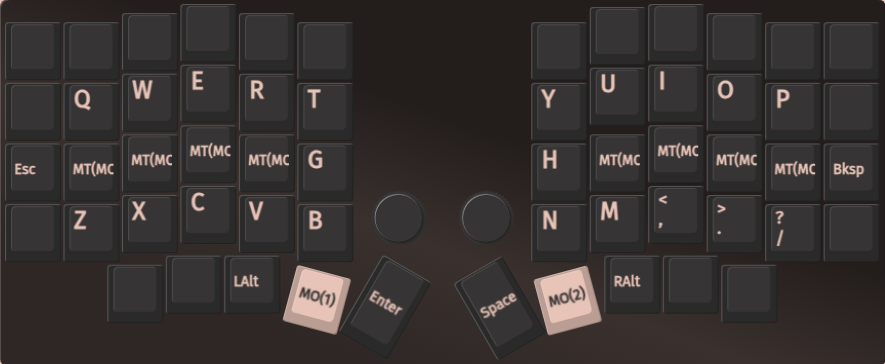 Q W E R T Y U I O P
Esc MT(MC MT(MC MT(MC MT(MC G H MT(MC MT(MC MT(MC MT(MC Bksp
Z X C V B N M < , > . ? /
LAlt MO(1) Enter Space MO(2) RAlt